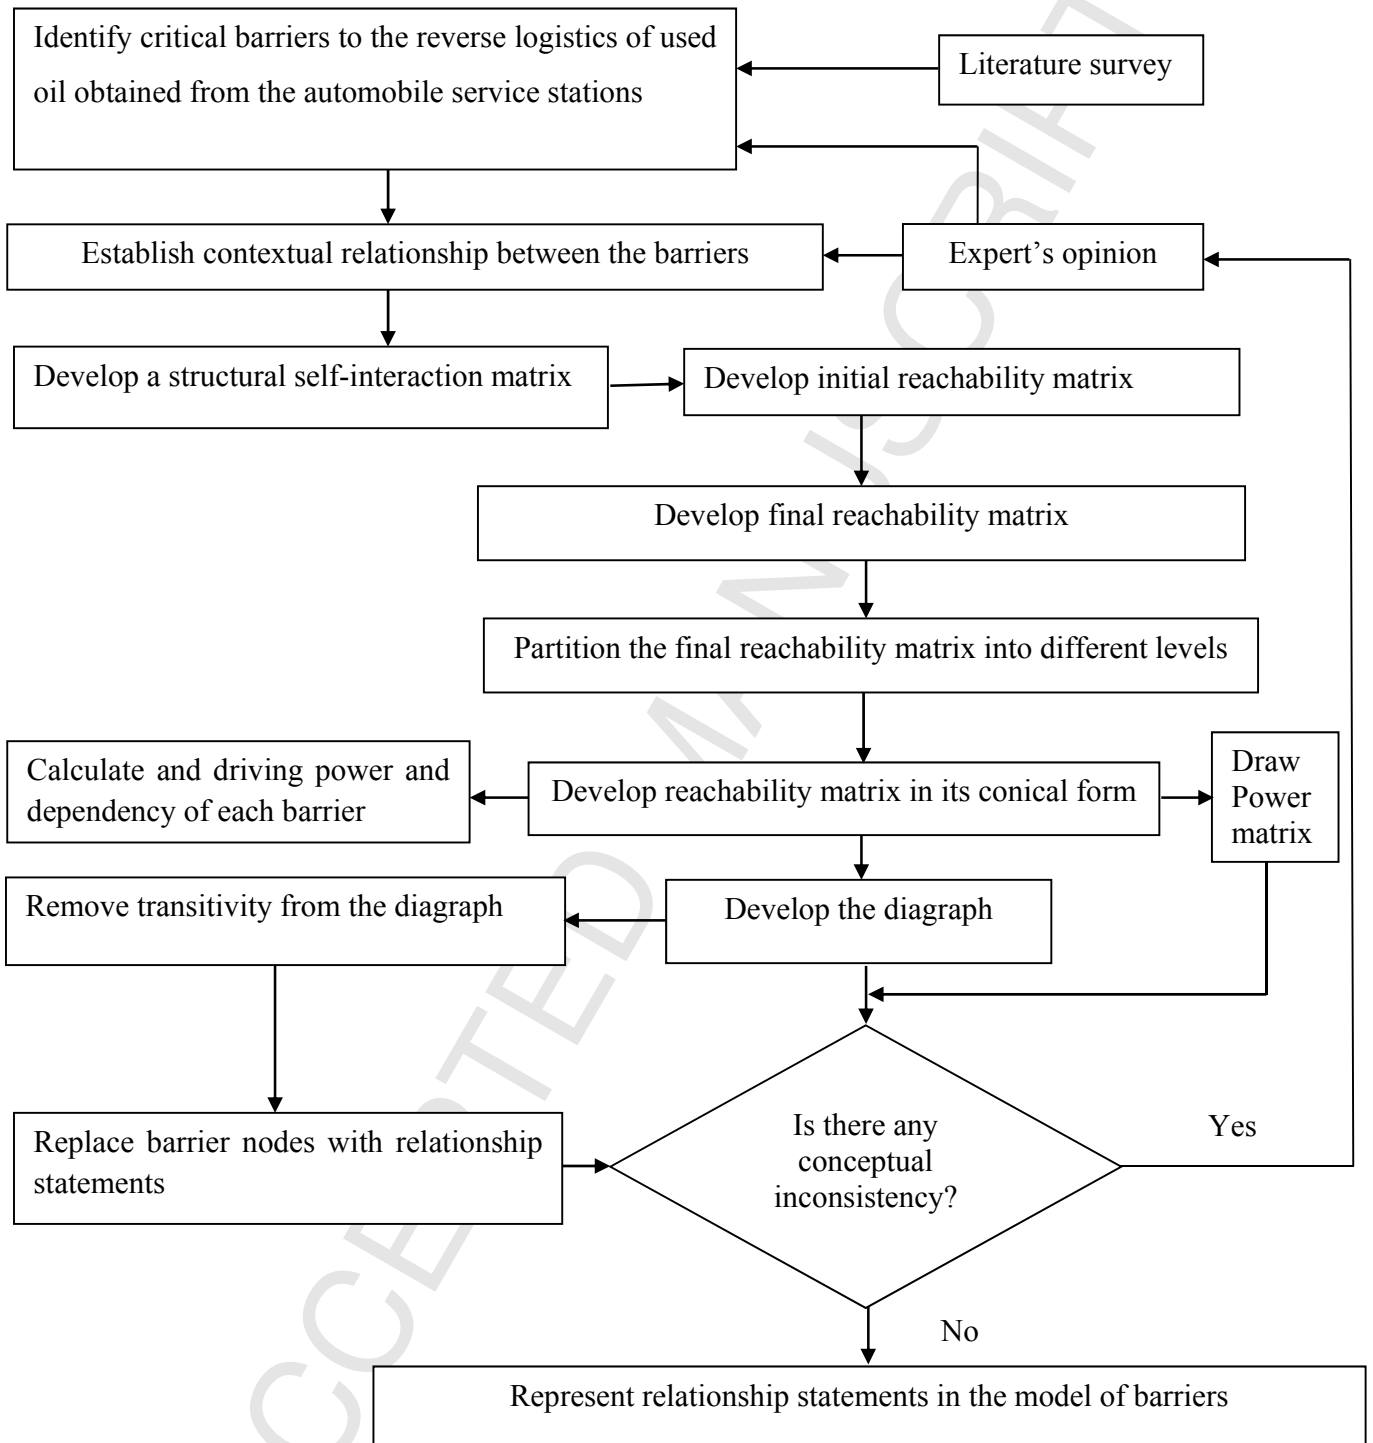 Identify critical barriers to the reverse logistics of used
oil obtained from the automobile service stations
Literature survey
Establish contextual relationship between the barriers
Expert’s opinion
Develop a structural self-interaction matrix
Develop initial reachability matrix
Develop final reachability matrix
Partition the final reachability matrix into different levels
Calculate and driving power and
dependency of each barrier
Develop reachability matrix in its conical form
Draw
Power
matrix
Remove transitivity from the diagraph
Develop the diagraph
Replace barrier nodes with relationship
statements
Is there any
conceptual
inconsistency?
Yes
No
Represent relationship statements in the model of barriers
ACCEPTED MANUSCRIPT